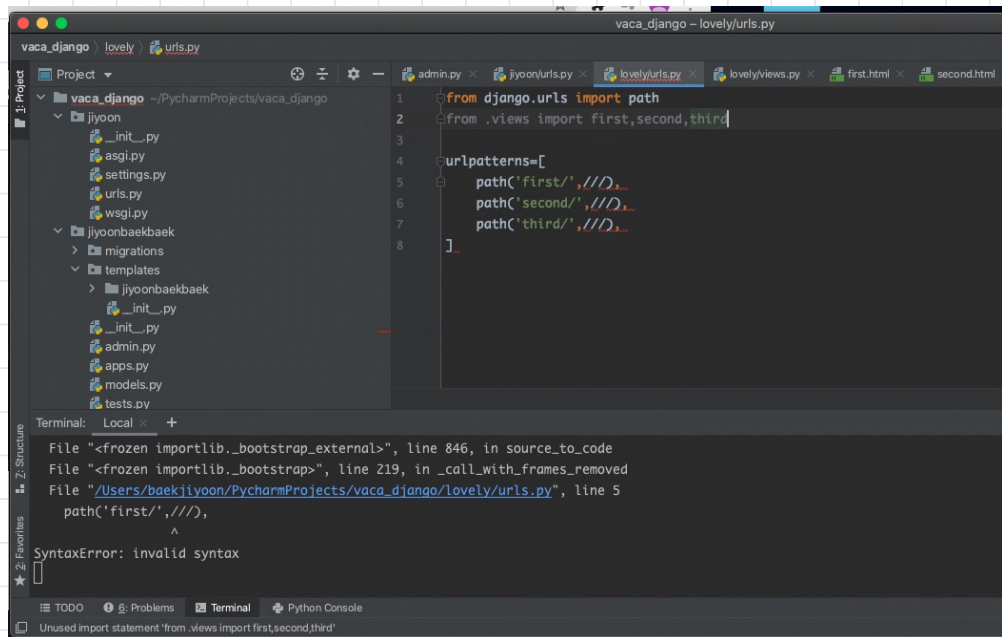 vaca_django – lovely/urls.py
vaca_django lovely urls.py
1: Project
Project
admin.py jiyoon/urls.py lovely/urls.py lovely/views.py first.html second.html
vaca_django ~/PycharmProjects/vaca_django
jiyoon
__init__.py
asgi.py
settings.py
urls.py
wsgi.py
jiyoonbaekbaek
migrations
templates
jiyoonbaekbaek
__init__.py
__init__.py
admin.py
apps.py
models.py
tests.py
1 from django.urls import path
2 from .views import first,second,third
3
4 urlpatterns=[
5 path('first/',///),
6 path('second/',///),
7 path('third/',///),
8 ]
Terminal: Local +
File "<frozen importlib._bootstrap_external>", line 846, in source_to_code
File "<frozen importlib._bootstrap>", line 219, in _call_with_frames_removed
File "/Users/baekjiyoon/PycharmProjects/vaca_django/lovely/urls.py", line 5
path('first/',///),
^
SyntaxError: invalid syntax
Z: Structure
2: Favorites
TODO 6: Problems Terminal Python Console
Unused import statement 'from .views import first,second,third'